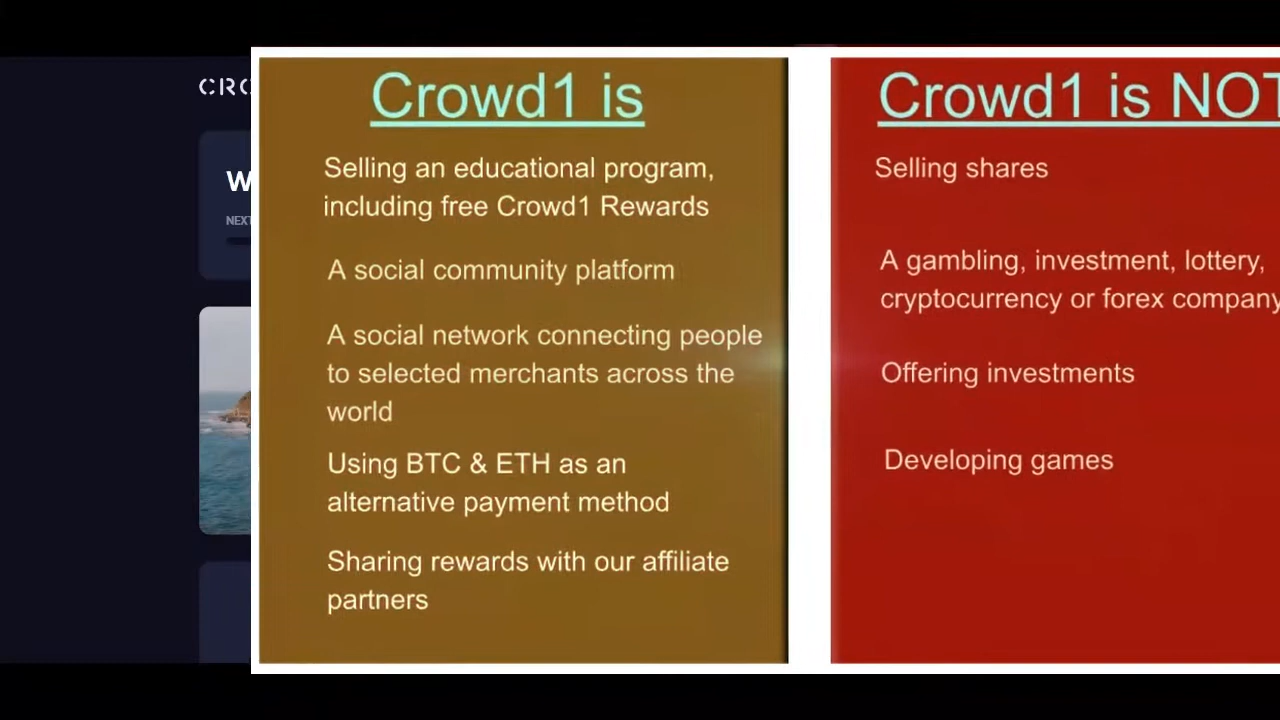 CRO
W
NEXT
Crowd1 is
Selling an educational program,
including free Crowd1 Rewards
A social community platform
A social network connecting people
to selected merchants across the
world
Using BTC & ETH as an
alternative payment method
Sharing rewards with our affiliate
partners
Crowd1 is NOT
Selling shares
A gambling, investment, lottery,
cryptocurrency or forex company
Offering investments
Developing games